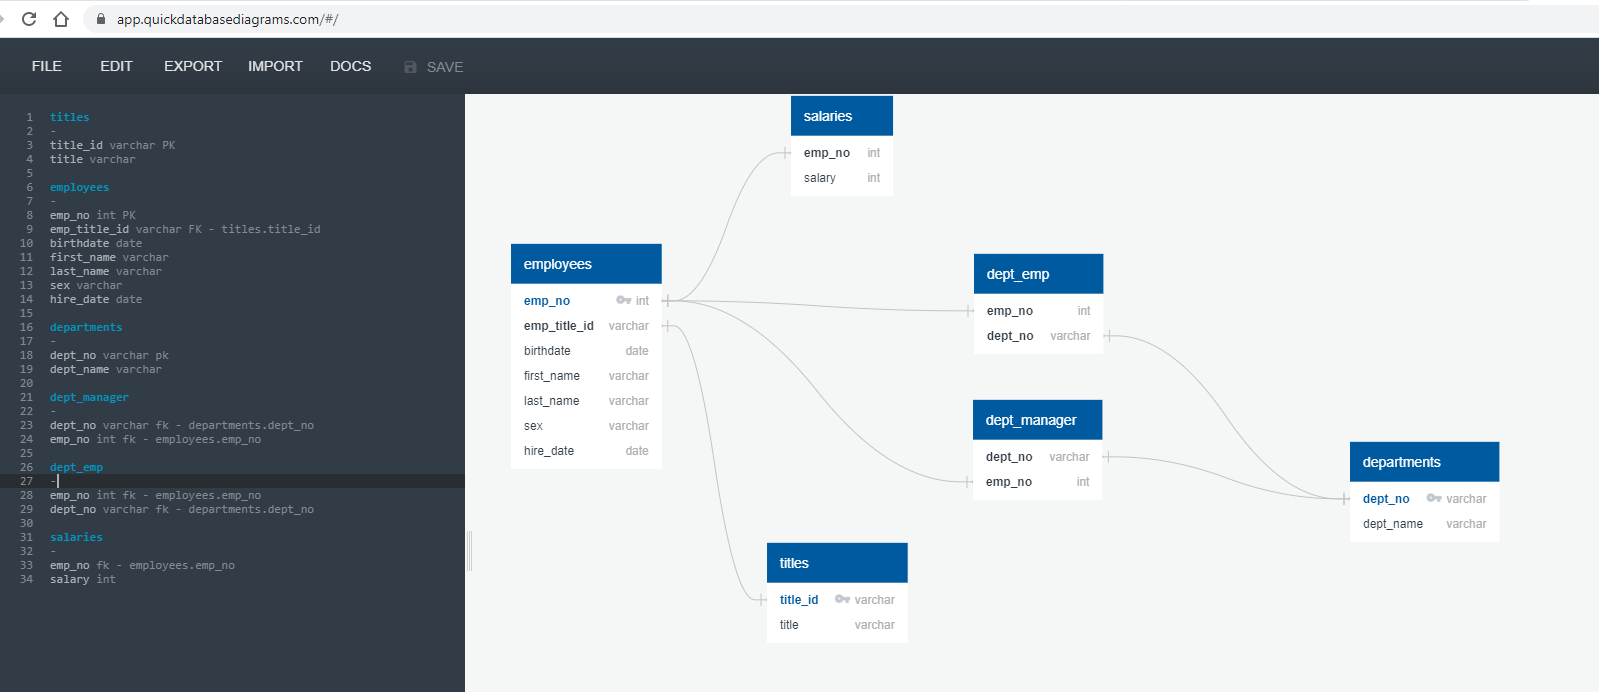 app.quickdatabasediagrams.com/#/
FILE EDIT EXPORT IMPORT DOCS SAVE
1 titles
2 -
3 title_id varchar PK
4 title varchar
5
6 employees
7 -
8 emp_no int PK
9 emp_title_id varchar FK - titles.title_id
10 birthdate date
11 first_name varchar
12 last_name varchar
13 sex varchar
14 hire_date date
15
16 departments
17 -
18 dept_no varchar pk
19 dept_name varchar
20
21 dept_manager
22 -
23 dept_no varchar fk - departments.dept_no
24 emp_no int fk - employees.emp_no
25
26 dept_emp
27 -
28 emp_no int fk - employees.emp_no
29 dept_no varchar fk - departments.dept_no
30
31 salaries
32 -
33 emp_no fk - employees.emp_no
34 salary int
salaries
emp_no int
salary int
employees
emp_no int
emp_title_id varchar
birthdate date
first_name varchar
last_name varchar
sex varchar
hire_date date
dept_emp
emp_no int
dept_no varchar
dept_manager
dept_no varchar
emp_no int
departments
dept_no varchar
dept_name varchar
titles
title_id varchar
title varchar